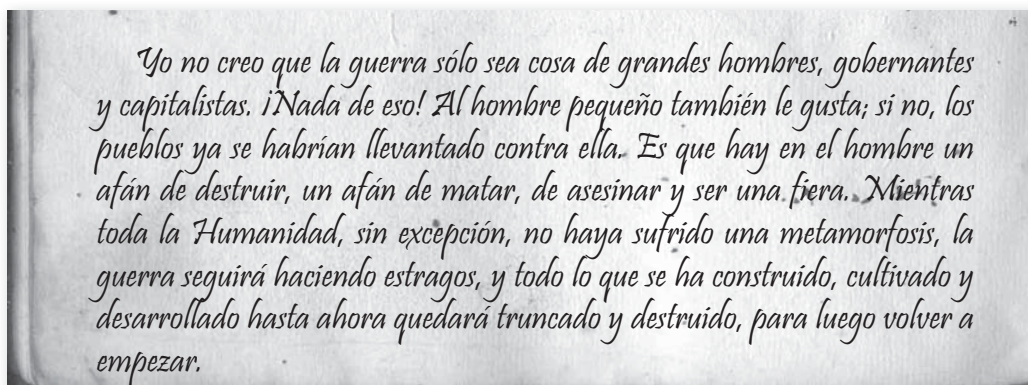 Yo no creo que la guerra sólo sea cosa de grandes hombres, gobernantes
y capitalistas. ¡Nada de eso! Al hombre pequeño también le gusta; si no, los
pueblos ya se habrían llevantado contra ella. Es que hay en el hombre un
afán de destruir, un afán de matar, de asesinar y ser una fiera. Mientras
toda la Humanidad, sin excepción, no haya sufrido una metamorfosis, la
guerra seguirá haciendo estragos, y todo lo que se ha construido, cultivado y
desarrollado hasta ahora quedará truncado y destruido, para luego volver a
empezar.